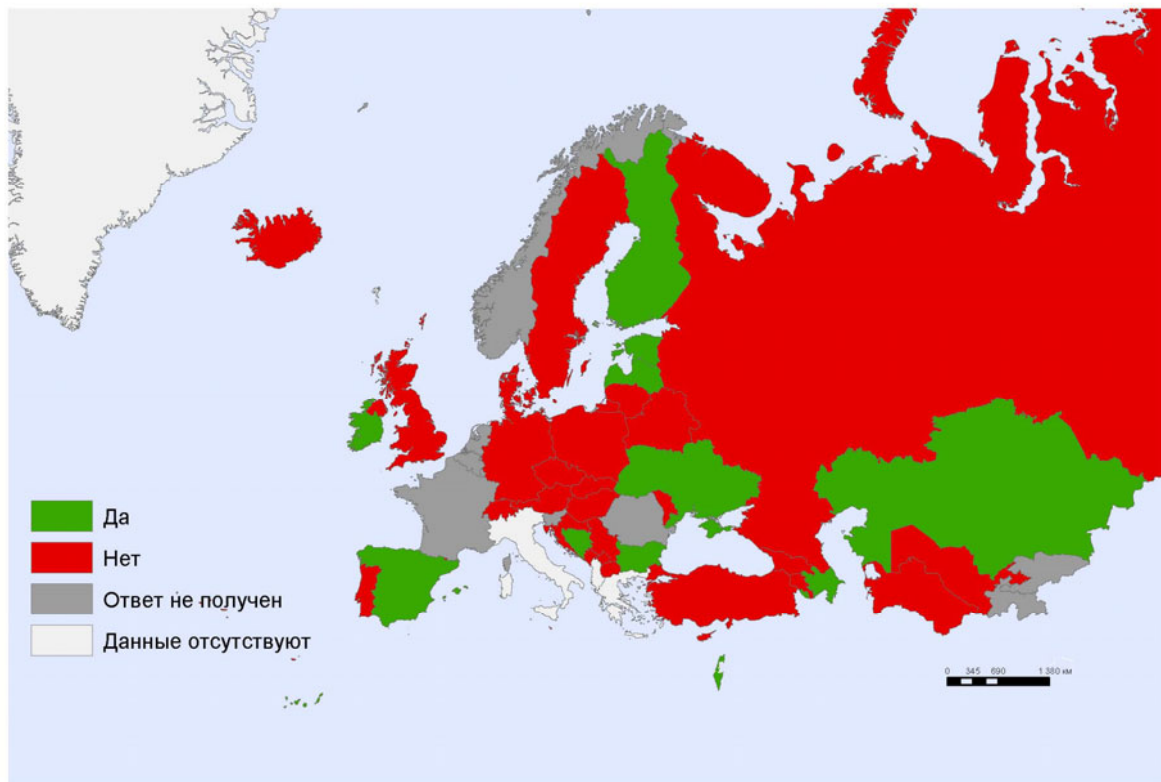 Да
Нет
Ответ не получен
Данные отсутствуют
0 345 690 1 380 км